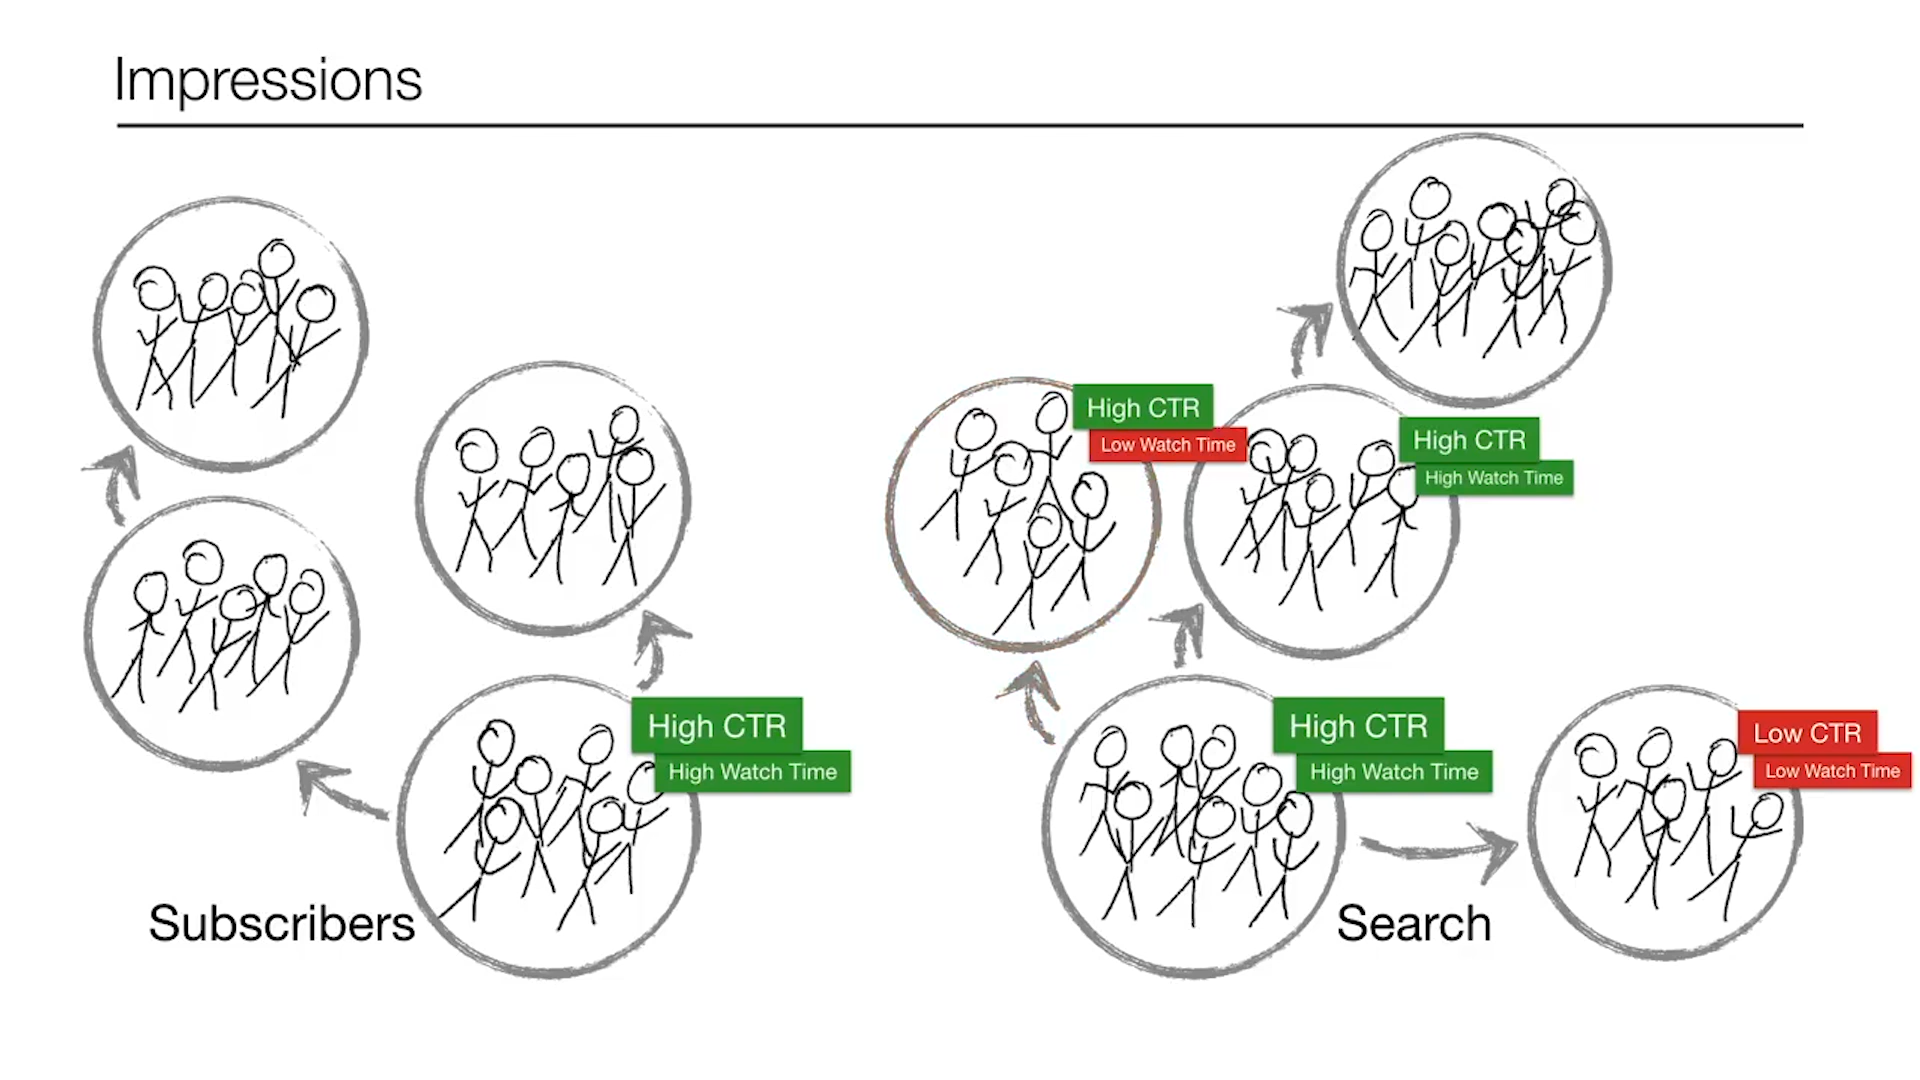 Impressions
High CTR
Low Watch Time
High CTR
High Watch Time
High CTR
High Watch Time
High CTR
High Watch Time
Low CTR
Low Watch Time
Subscribers
Search